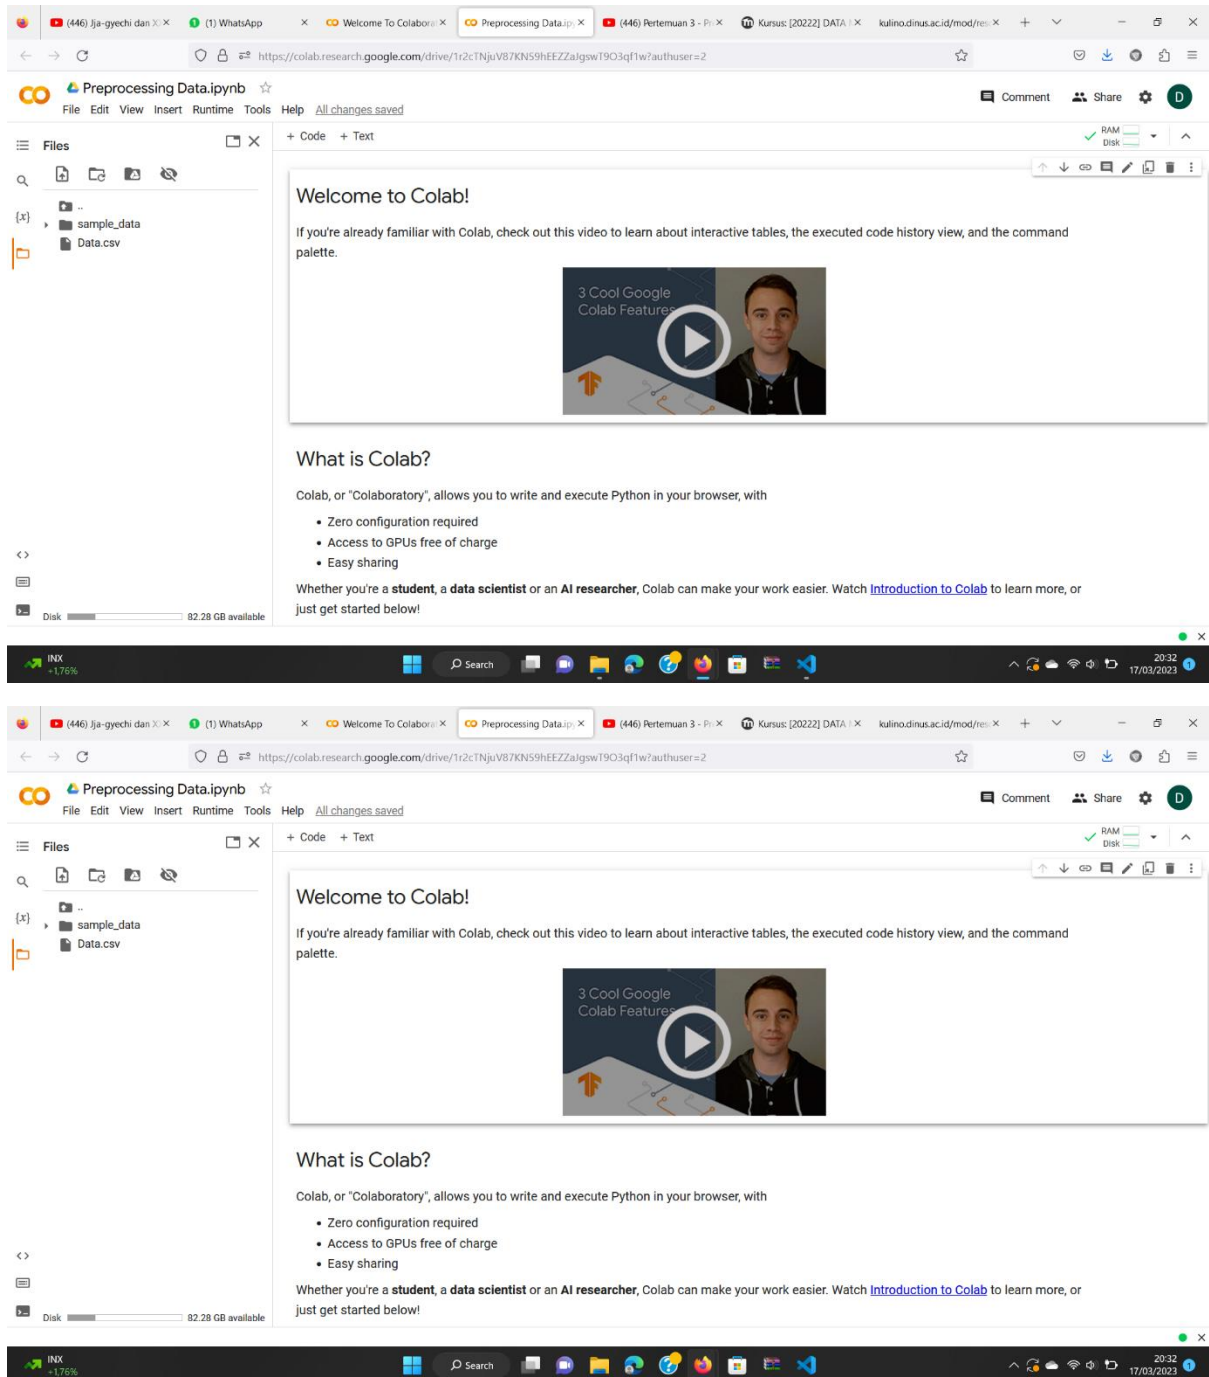 (446) Jja-gyechi dan X
(1) WhatsApp
Welcome To Colabora
Preprocessing Data.ip
(446) Pertemuan 3 - Pr
Kursus: [20222] DATA
kulino.dinus.ac.id/mod/res
https://colab.research.google.com/drive/1r2cTNjuV87KN59hEEZZaJgswT9O3qf1w?authuser=2
Preprocessing Data.ipynb
File Edit View Insert Runtime Tools Help All changes saved
Comment Share D
Files
+ Code + Text
RAM
Disk
..
sample_data
Data.csv
{x}
Welcome to Colab!
If you're already familiar with Colab, check out this video to learn about interactive tables, the executed code history view, and the command
palette.
3 Cool Google
Colab Features
What is Colab?
Colab, or "Colaboratory", allows you to write and execute Python in your browser, with
• Zero configuration required
• Access to GPUs free of charge
• Easy sharing
Whether you're a student, a data scientist or an AI researcher, Colab can make your work easier. Watch Introduction to Colab to learn more, or
just get started below!
Disk 82.28 GB available
INX
+1,76%
Search
20:32
17/03/2023 1
(446) Jja-gyechi dan X
(1) WhatsApp
Welcome To Colabora
Preprocessing Data.ip
(446) Pertemuan 3 - Pr
Kursus: [20222] DATA
kulino.dinus.ac.id/mod/res
https://colab.research.google.com/drive/1r2cTNjuV87KN59hEEZZaJgswT9O3qf1w?authuser=2
Preprocessing Data.ipynb
File Edit View Insert Runtime Tools Help All changes saved
Comment Share D
Files
+ Code + Text
RAM
Disk
..
sample_data
Data.csv
{x}
Welcome to Colab!
If you're already familiar with Colab, check out this video to learn about interactive tables, the executed code history view, and the command
palette.
3 Cool Google
Colab Features
What is Colab?
Colab, or "Colaboratory", allows you to write and execute Python in your browser, with
• Zero configuration required
• Access to GPUs free of charge
• Easy sharing
Whether you're a student, a data scientist or an AI researcher, Colab can make your work easier. Watch Introduction to Colab to learn more, or
just get started below!
Disk 82.28 GB available
INX
+1,76%
Search
20:32
17/03/2023 1